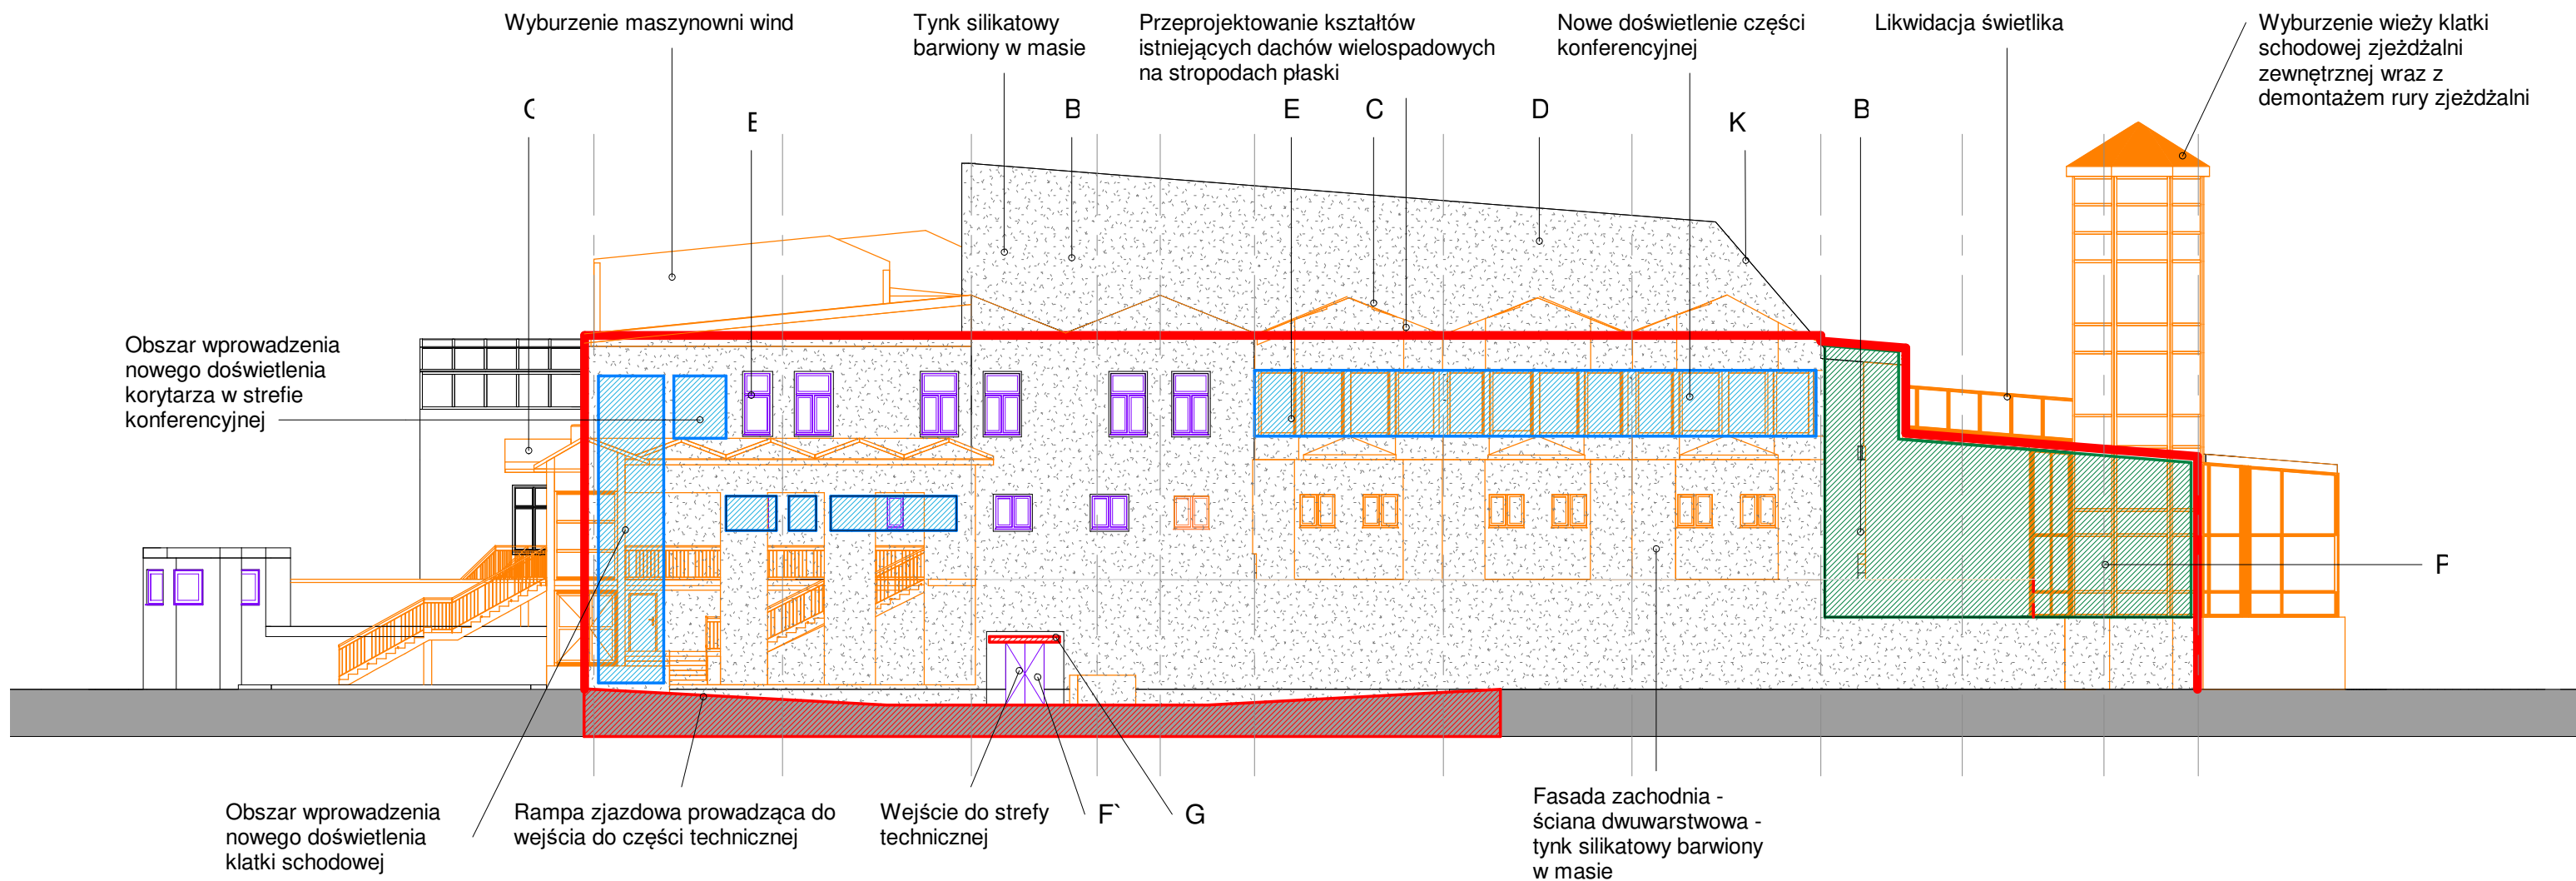 Wyburzenie maszynowni wind
Tynk silikatowy
barwiony w masie
Przeprojektowanie kształtów
istniejących dachów wielospadowych
na stropodach płaski
Nowe doświetlenie części
konferencyjnej
Likwidacja świetlika
Wyburzenie wieży klatki
schodowej zjeżdżalni
zewnętrznej wraz z
demontażem rury zjeżdżalni
B
E
C
D
K
B
Obszar wprowadzenia
nowego doświetlenia
korytarza w strefie
konferencyjnej
Obszar wprowadzenia
nowego doświetlenia
klatki schodowej
Rampa zjazdowa prowadząca do
wejścia do części technicznej
Wejście do strefy
technicznej
F`
G
Fasada zachodnia -
ściana dwuwarstwowa -
tynk silikatowy barwiony
w masie